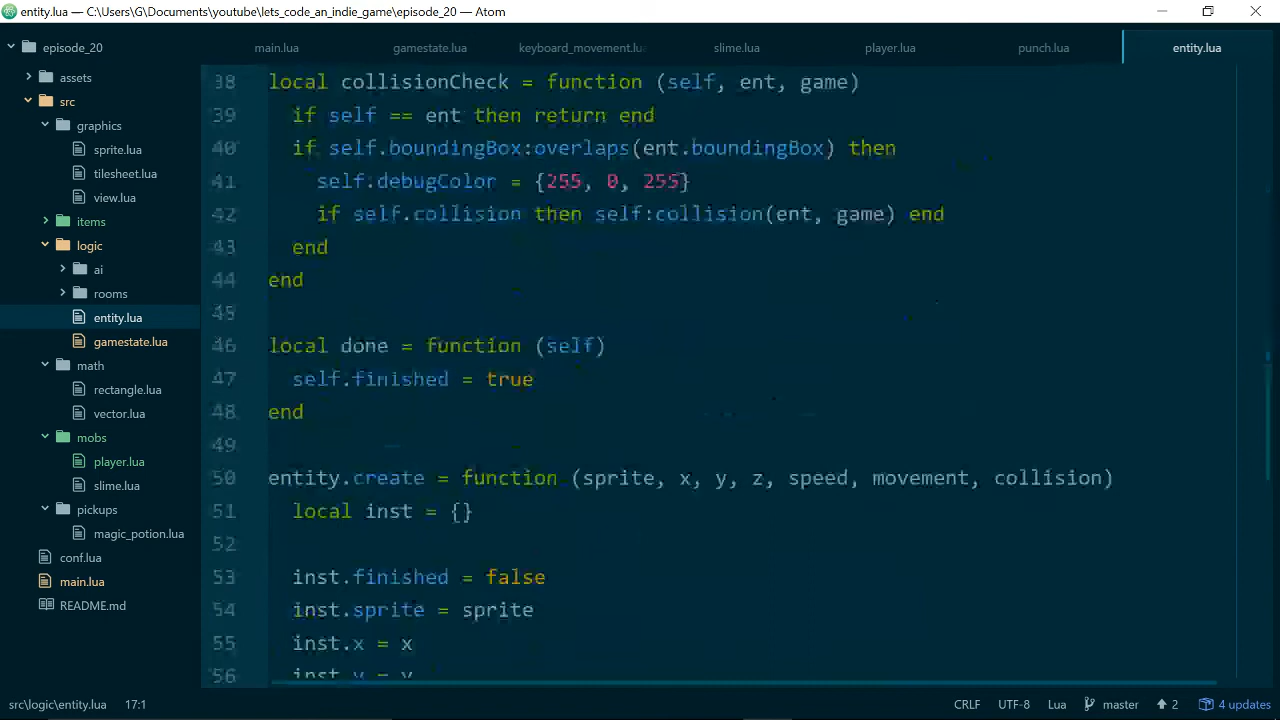 entity.lua — C:\Users\G\Documents\youtube\lets_code_an_indie_game\episode_20 — Atom
episode_20
main.lua
gamestate.lua
keyboard_movement.lu
slime.lua
player.lua
punch.lua
entity.lua
assets
src
graphics
sprite.lua
tilesheet.lua
view.lua
items
logic
ai
rooms
entity.lua
gamestate.lua
math
rectangle.lua
vector.lua
mobs
player.lua
slime.lua
pickups
magic_potion.lua
conf.lua
main.lua
README.md
38 local collisionCheck = function (self, ent, game)
39 if self == ent then return end
40 if self.boundingBox:overlaps(ent.boundingBox) then
41 self.debugColor = {255, 0, 255}
42 if self.collision then self:collision(ent, game) end
43 end
44 end
45
46 local done = function (self)
47 self.finished = true
48 end
49
50 entity.create = function (sprite, x, y, z, speed, movement, collision)
51 local inst = {}
52
53 inst.finished = false
54 inst.sprite = sprite
55 inst.x = x
56 inst.y = y
src\logic\entity.lua 17:1
CRLF UTF-8 Lua master 2 4 updates